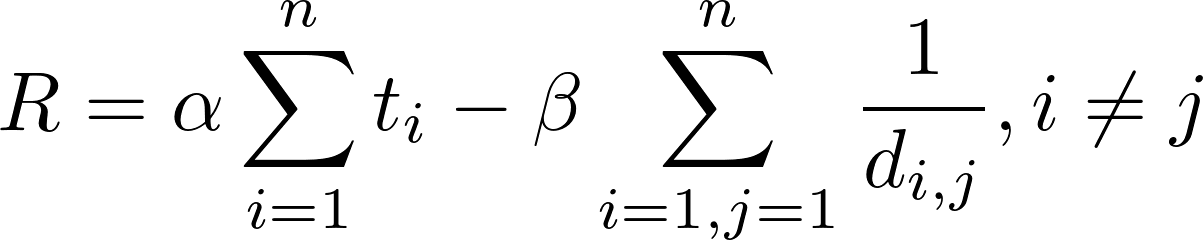 R = α ∑_{i=1}^{n} t_i − β ∑_{i=1,j=1}^{n} 1/d_{i,j}, i ≠ j